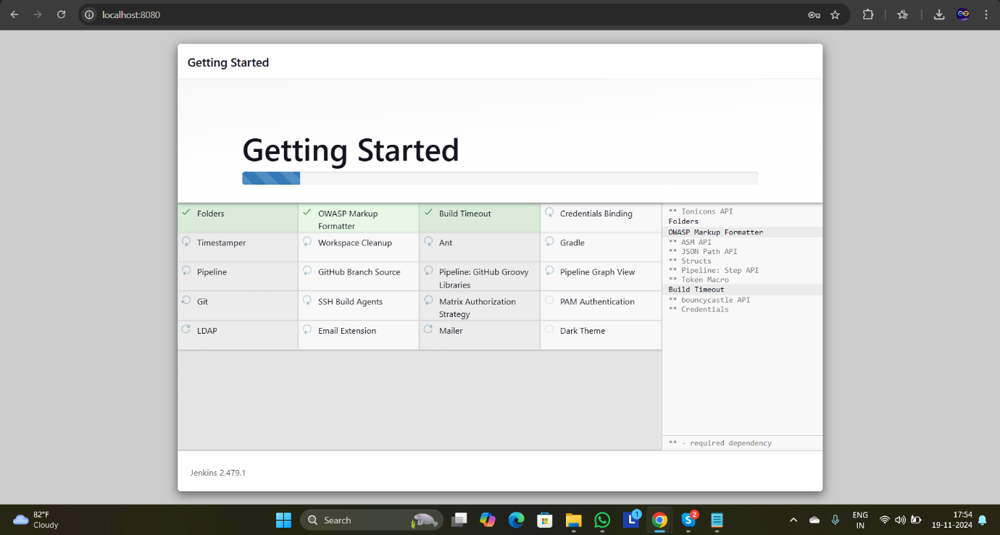 localhost:8080
Getting Started
Getting Started
Folders
OWASP Markup
Formatter
Build Timeout
Credentials Binding
Timestamper
Workspace Cleanup
Ant
Gradle
Pipeline
GitHub Branch Source
Pipeline: GitHub Groovy
Libraries
Pipeline Graph View
Git
SSH Build Agents
Matrix Authorization
Strategy
PAM Authentication
LDAP
Email Extension
Mailer
Dark Theme
** Ionicons API
Folders
OWASP Markup Formatter
** ASM API
** JSON Path API
** Structs
** Pipeline: Step API
** Token Macro
Build Timeout
** bouncycastle API
** Credentials
** - required dependency
Jenkins 2.479.1
82°F
Cloudy
Search
L 1
S 2
ENG
IN
17:54
19-11-2024